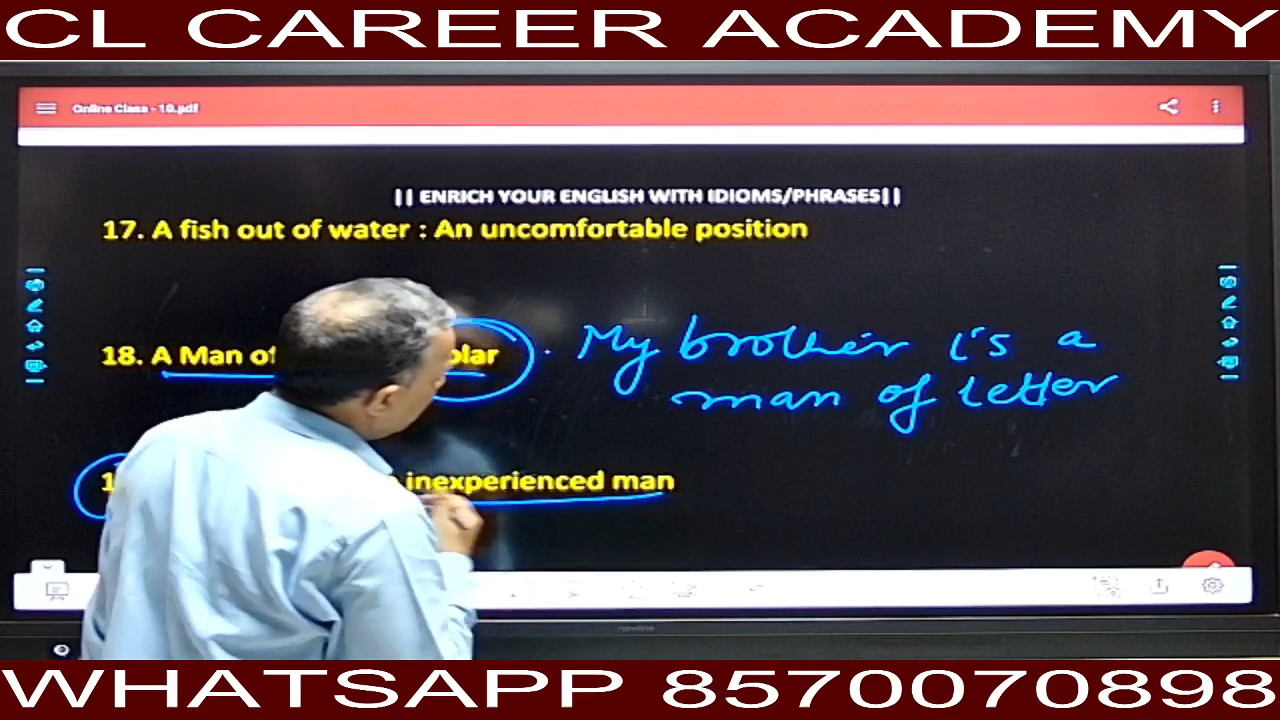 CL CAREER ACADEMY
Online Class - 10.pdf
|| ENRICH YOUR ENGLISH WITH IDIOMS/PHRASES||
17. A fish out of water : An uncomfortable position
18. A Man of
My brother is a
man of letter
inexperienced man
newline
WHATSAPP 8570070898